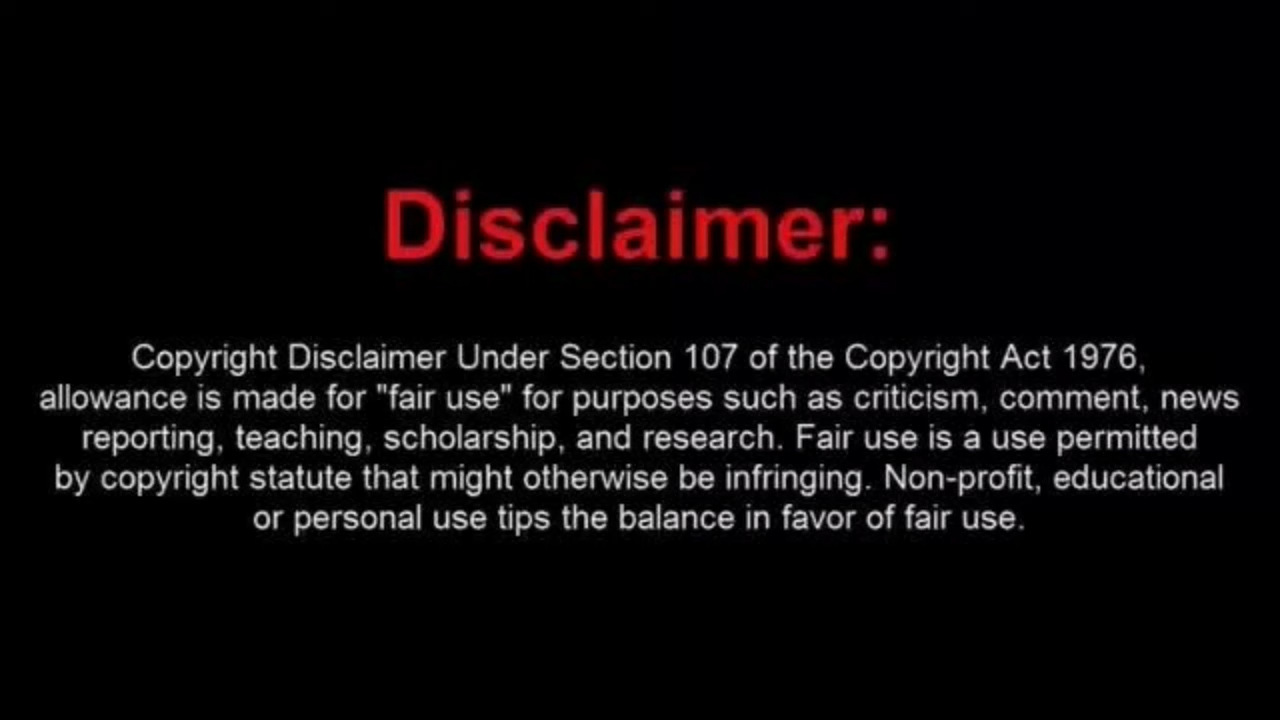 Disclaimer:
Copyright Disclaimer Under Section 107 of the Copyright Act 1976,
allowance is made for "fair use" for purposes such as criticism, comment, news
reporting, teaching, scholarship, and research. Fair use is a use permitted
by copyright statute that might otherwise be infringing. Non-profit, educational
or personal use tips the balance in favor of fair use.